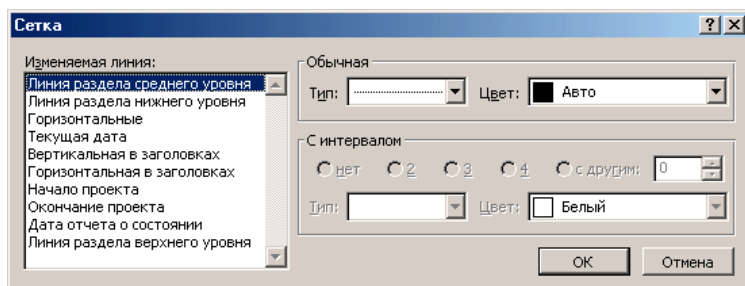 Сетка
Изменяемая линия:
Линия раздела среднего уровня
Линия раздела нижнего уровня
Горизонтальные
Текущая дата
Вертикальная в заголовках
Горизонтальная в заголовках
Начало проекта
Окончание проекта
Дата отчета о состоянии
Линия раздела верхнего уровня
Обычная
Тип: Цвет: Авто
С интервалом
нет 2 3 4 с другим: 0
Тип: Цвет: Белый
ОК Отмена